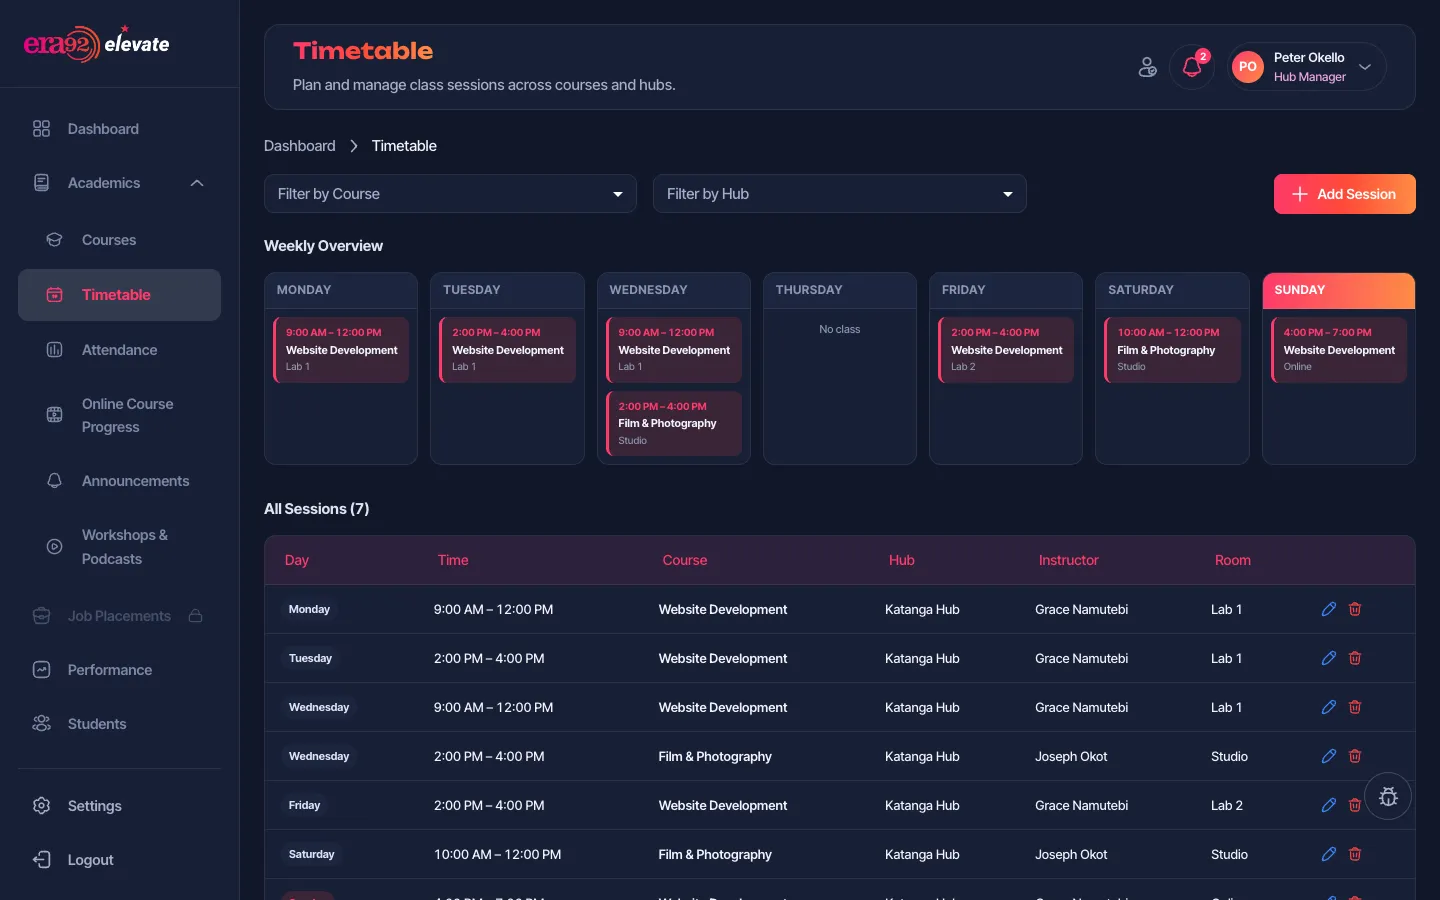 era92 elevate
Timetable
Plan and manage class sessions across courses and hubs.
2
PO
Peter Okello
Hub Manager
Dashboard
Academics
Courses
Timetable
Attendance
Online Course
Progress
Announcements
Workshops &
Podcasts
Job Placements
Performance
Students
Settings
Logout
Dashboard > Timetable
Filter by Course
Filter by Hub
Add Session
Weekly Overview
MONDAY
9:00 AM – 12:00 PM
Website Development
Lab 1
TUESDAY
2:00 PM – 4:00 PM
Website Development
Lab 1
WEDNESDAY
9:00 AM – 12:00 PM
Website Development
Lab 1
2:00 PM – 4:00 PM
Film & Photography
Studio
THURSDAY
No class
FRIDAY
2:00 PM – 4:00 PM
Website Development
Lab 2
SATURDAY
10:00 AM – 12:00 PM
Film & Photography
Studio
SUNDAY
4:00 PM – 7:00 PM
Website Development
Online
All Sessions (7)
Day Time Course Hub Instructor Room
Monday 9:00 AM – 12:00 PM Website Development Katanga Hub Grace Namutebi Lab 1
Tuesday 2:00 PM – 4:00 PM Website Development Katanga Hub Grace Namutebi Lab 1
Wednesday 9:00 AM – 12:00 PM Website Development Katanga Hub Grace Namutebi Lab 1
Wednesday 2:00 PM – 4:00 PM Film & Photography Katanga Hub Joseph Okot Studio
Friday 2:00 PM – 4:00 PM Website Development Katanga Hub Grace Namutebi Lab 2
Saturday 10:00 AM – 12:00 PM Film & Photography Katanga Hub Joseph Okot Studio